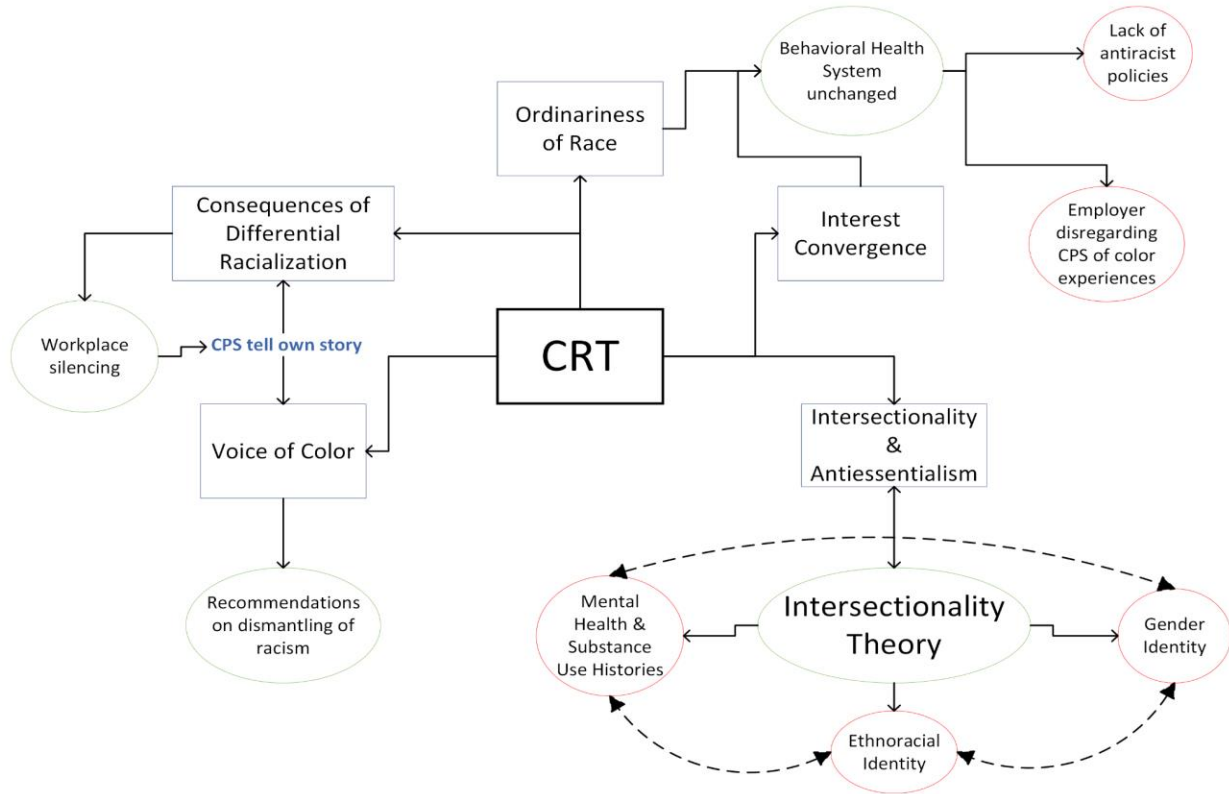 Behavioral Health
System
unchanged
Lack of
antiracist
policies
Ordinariness
of Race
Consequences of
Differential
Racialization
Interest
Convergence
Employer
disregarding
CPS of color
experiences
Workplace
silencing
CPS tell own story
CRT
Voice of Color
Intersectionality
&
Antiessentialism
Recommendations
on dismantling of
racism
Mental
Health &
Substance
Use Histories
Intersectionality
Theory
Gender
Identity
Ethnoracial
Identity